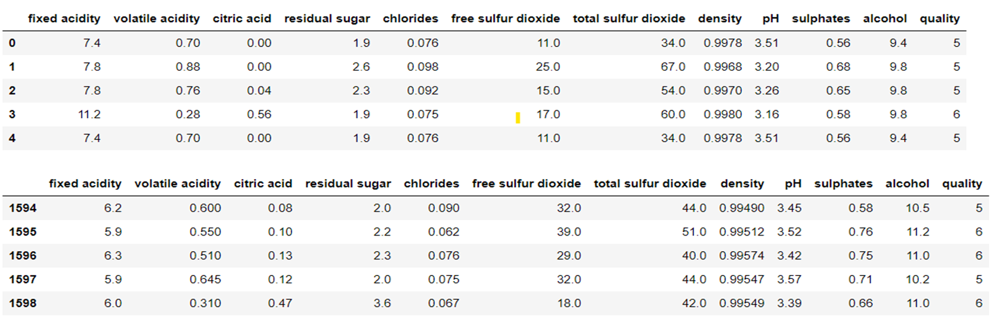 fixed acidity volatile acidity citric acid residual sugar chlorides free sulfur dioxide total sulfur dioxide density pH sulphates alcohol quality
0 7.4 0.70 0.00 1.9 0.076 11.0 34.0 0.9978 3.51 0.56 9.4 5
1 7.8 0.88 0.00 2.6 0.098 25.0 67.0 0.9968 3.20 0.68 9.8 5
2 7.8 0.76 0.04 2.3 0.092 15.0 54.0 0.9970 3.26 0.65 9.8 5
3 11.2 0.28 0.56 1.9 0.075 17.0 60.0 0.9980 3.16 0.58 9.8 6
4 7.4 0.70 0.00 1.9 0.076 11.0 34.0 0.9978 3.51 0.56 9.4 5
fixed acidity volatile acidity citric acid residual sugar chlorides free sulfur dioxide total sulfur dioxide density pH sulphates alcohol quality
1594 6.2 0.600 0.08 2.0 0.090 32.0 44.0 0.99490 3.45 0.58 10.5 5
1595 5.9 0.550 0.10 2.2 0.062 39.0 51.0 0.99512 3.52 0.76 11.2 6
1596 6.3 0.510 0.13 2.3 0.076 29.0 40.0 0.99574 3.42 0.75 11.0 6
1597 5.9 0.645 0.12 2.0 0.075 32.0 44.0 0.99547 3.57 0.71 10.2 5
1598 6.0 0.310 0.47 3.6 0.067 18.0 42.0 0.99549 3.39 0.66 11.0 6